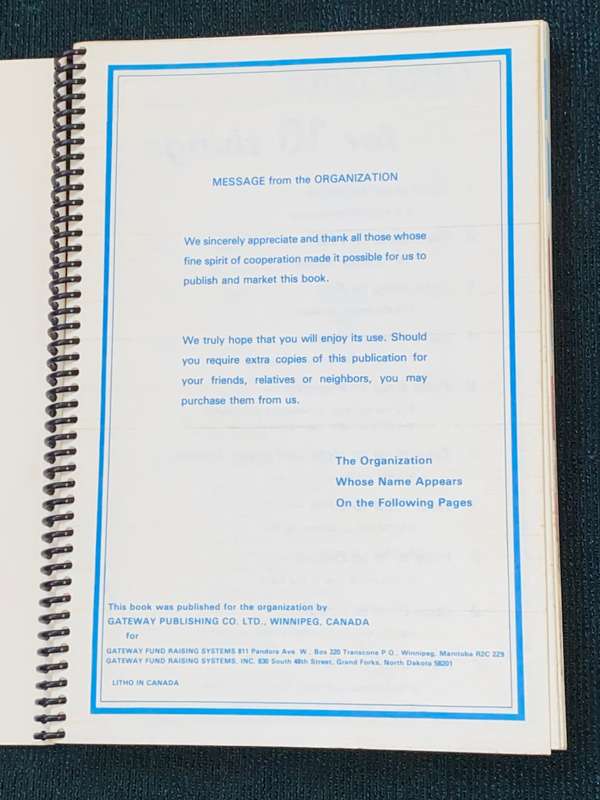 MESSAGE from the ORGANIZATION
We sincerely appreciate and thank all those whose
fine spirit of cooperation made it possible for us to
publish and market this book.
We truly hope that you will enjoy its use. Should
you require extra copies of this publication for
your friends, relatives or neighbors, you may
purchase them from us.
The Organization
Whose Name Appears
On the Following Pages
This book was published for the organization by
GATEWAY PUBLISHING CO. LTD., WINNIPEG, CANADA
for
GATEWAY FUND RAISING SYSTEMS 811 Pandora Ave. W., Box 220 Transcona P.O., Winnipeg, Manitoba R2C 2Z9
GATEWAY FUND RAISING SYSTEMS, INC. 830 South 48th Street, Grand Forks, North Dakota 58201
LITHO IN CANADA